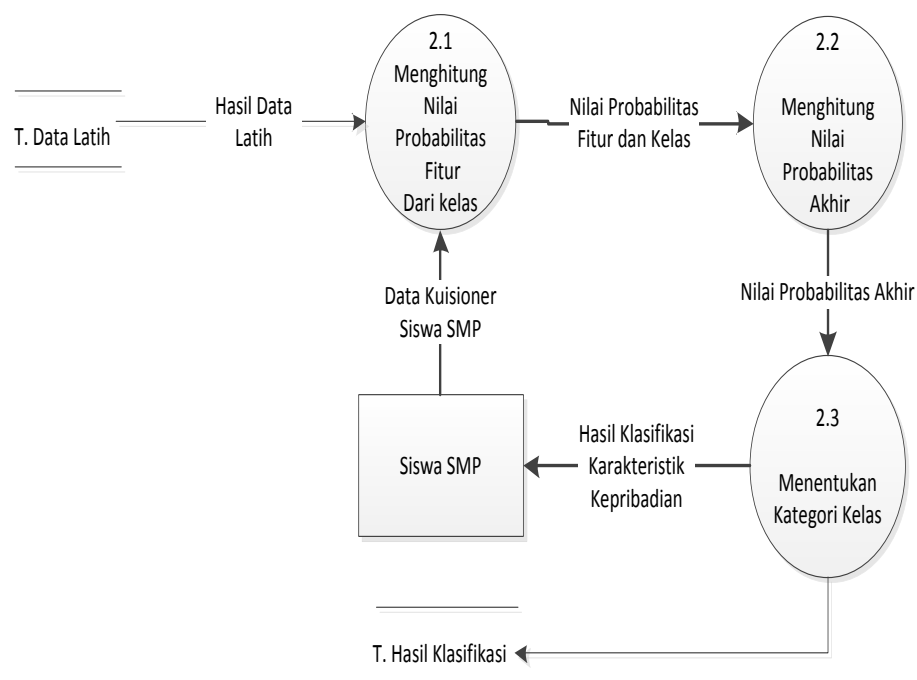 T. Data Latih
Hasil Data
Latih
2.1
Menghitung
Nilai
Probabilitas
Fitur
Dari kelas
Nilai Probabilitas
Fitur dan Kelas
2.2
Menghitung
Nilai
Probabilitas
Akhir
Data Kuisioner
Siswa SMP
Nilai Probabilitas Akhir
Siswa SMP
Hasil Klasifikasi
Karakteristik
Kepribadian
2.3
Menentukan
Kategori Kelas
T. Hasil Klasifikasi